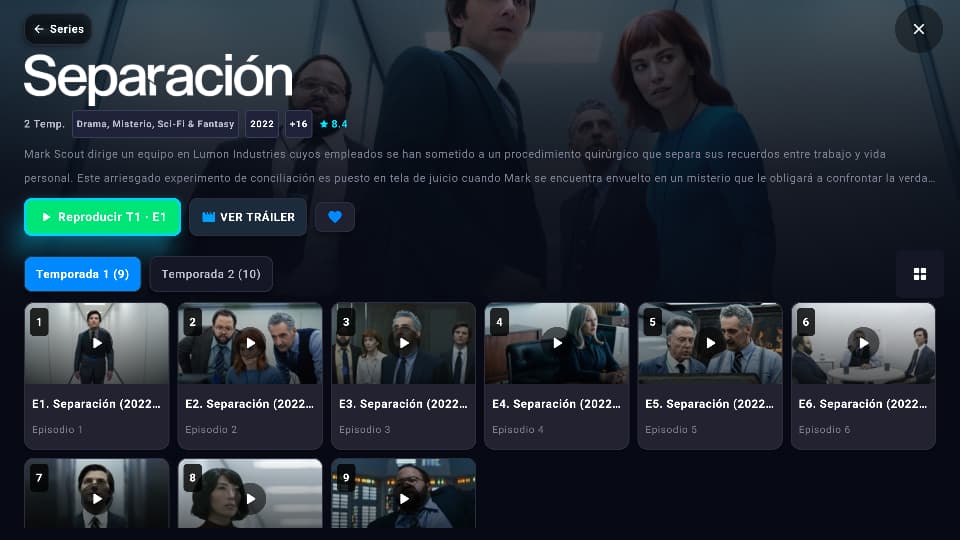 ← Series
Separación
2 Temp. Drama, Misterio, Sci-Fi & Fantasy 2022 +16 ★ 8.4
Mark Scout dirige un equipo en Lumon Industries cuyos empleados se han sometido a un procedimiento quirúrgico que separa sus recuerdos entre trabajo y vida
personal. Este arriesgado experimento de conciliación es puesto en tela de juicio cuando Mark se encuentra envuelto en un misterio que le obligará a confrontar la verda…
Reproducir T1 · E1 VER TRÁILER
Temporada 1 (9) Temporada 2 (10)
1 2 3 4 5 6
E1. Separación (2022… E2. Separación (2022… E3. Separación (2022… E4. Separación (2022… E5. Separación (2022… E6. Separación (2022…
Episodio 1 Episodio 2 Episodio 3 Episodio 4 Episodio 5 Episodio 6
7 8 9